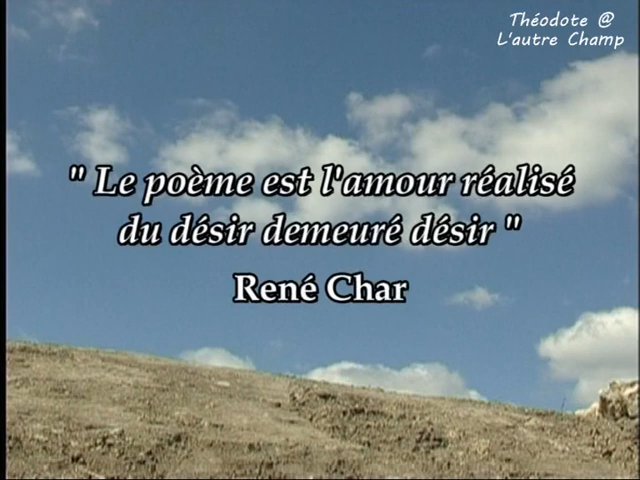 Théodote @
L'autre Champ
" Le poème est l'amour réalisé
du désir demeuré désir "
René Char